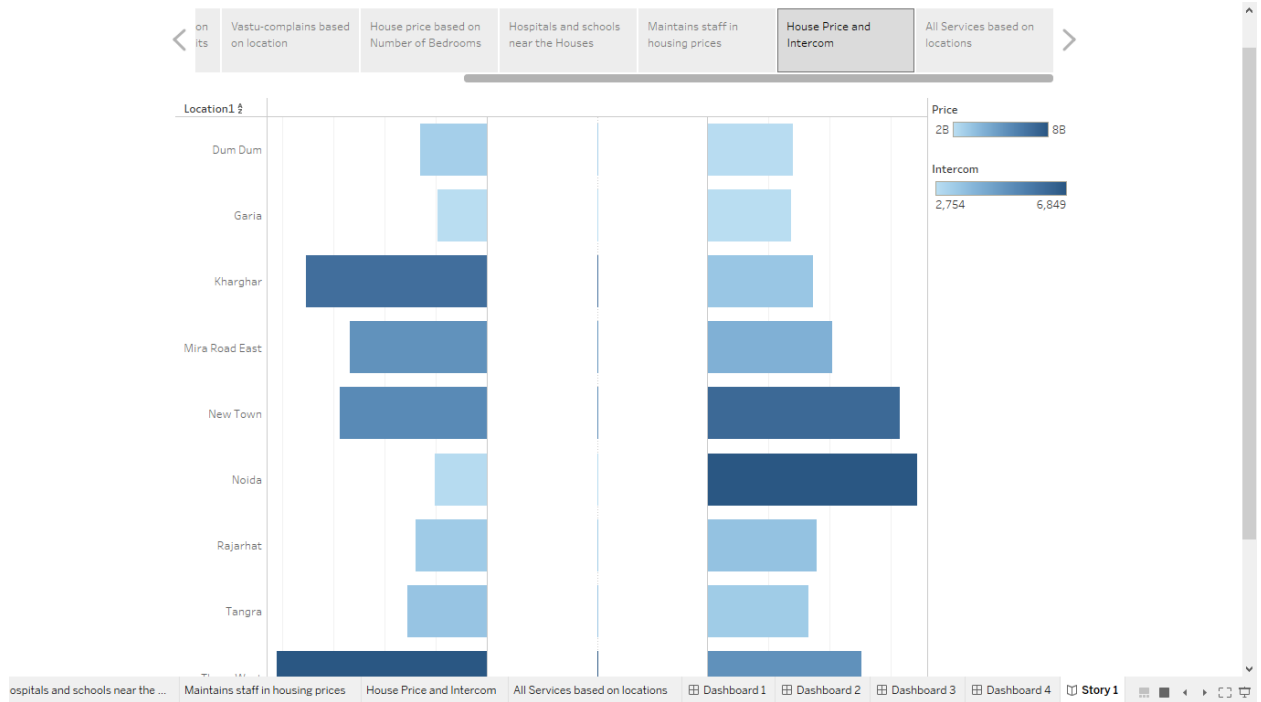 on
its
Vastu-complains based
on location
House price based on
Number of Bedrooms
Hospitals and schools
near the Houses
Maintains staff in
housing prices
House Price and
Intercom
All Services based on
locations
Location1
Price
2B 8B
Intercom
2,754 6,849
Dum Dum
Garia
Kharghar
Mira Road East
New Town
Noida
Rajarhat
Tangra
ospitals and schools near the ... Maintains staff in housing prices House Price and Intercom All Services based on locations Dashboard 1 Dashboard 2 Dashboard 3 Dashboard 4 Story 1